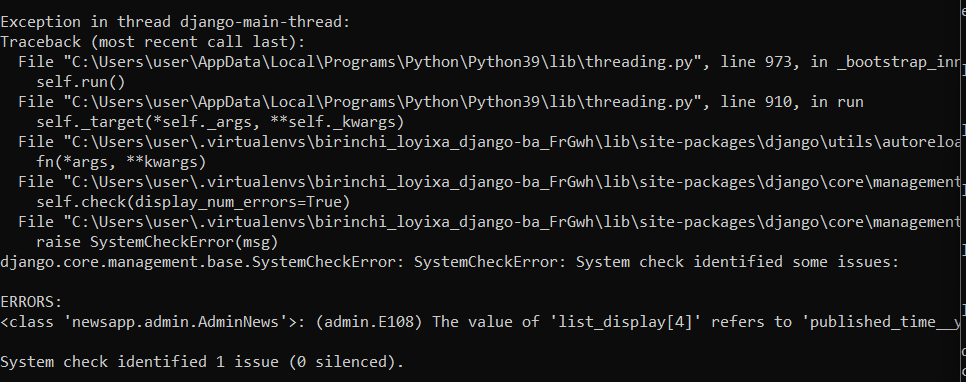 Exception in thread django-main-thread:
Traceback (most recent call last):
  File "C:\Users\user\AppData\Local\Programs\Python\Python39\lib\threading.py", line 973, in _bootstrap_inn
    self.run()
  File "C:\Users\user\AppData\Local\Programs\Python\Python39\lib\threading.py", line 910, in run
    self._target(*self._args, **self._kwargs)
  File "C:\Users\user\.virtualenvs\birinchi_loyixa_django-ba_FrGwh\lib\site-packages\django\utils\autoreloa
    fn(*args, **kwargs)
  File "C:\Users\user\.virtualenvs\birinchi_loyixa_django-ba_FrGwh\lib\site-packages\django\core\management
    self.check(display_num_errors=True)
  File "C:\Users\user\.virtualenvs\birinchi_loyixa_django-ba_FrGwh\lib\site-packages\django\core\management
    raise SystemCheckError(msg)
django.core.management.base.SystemCheckError: SystemCheckError: System check identified some issues:
ERRORS:
<class 'newsapp.admin.AdminNews'>: (admin.E108) The value of 'list_display[4]' refers to 'published_time__y
System check identified 1 issue (0 silenced).